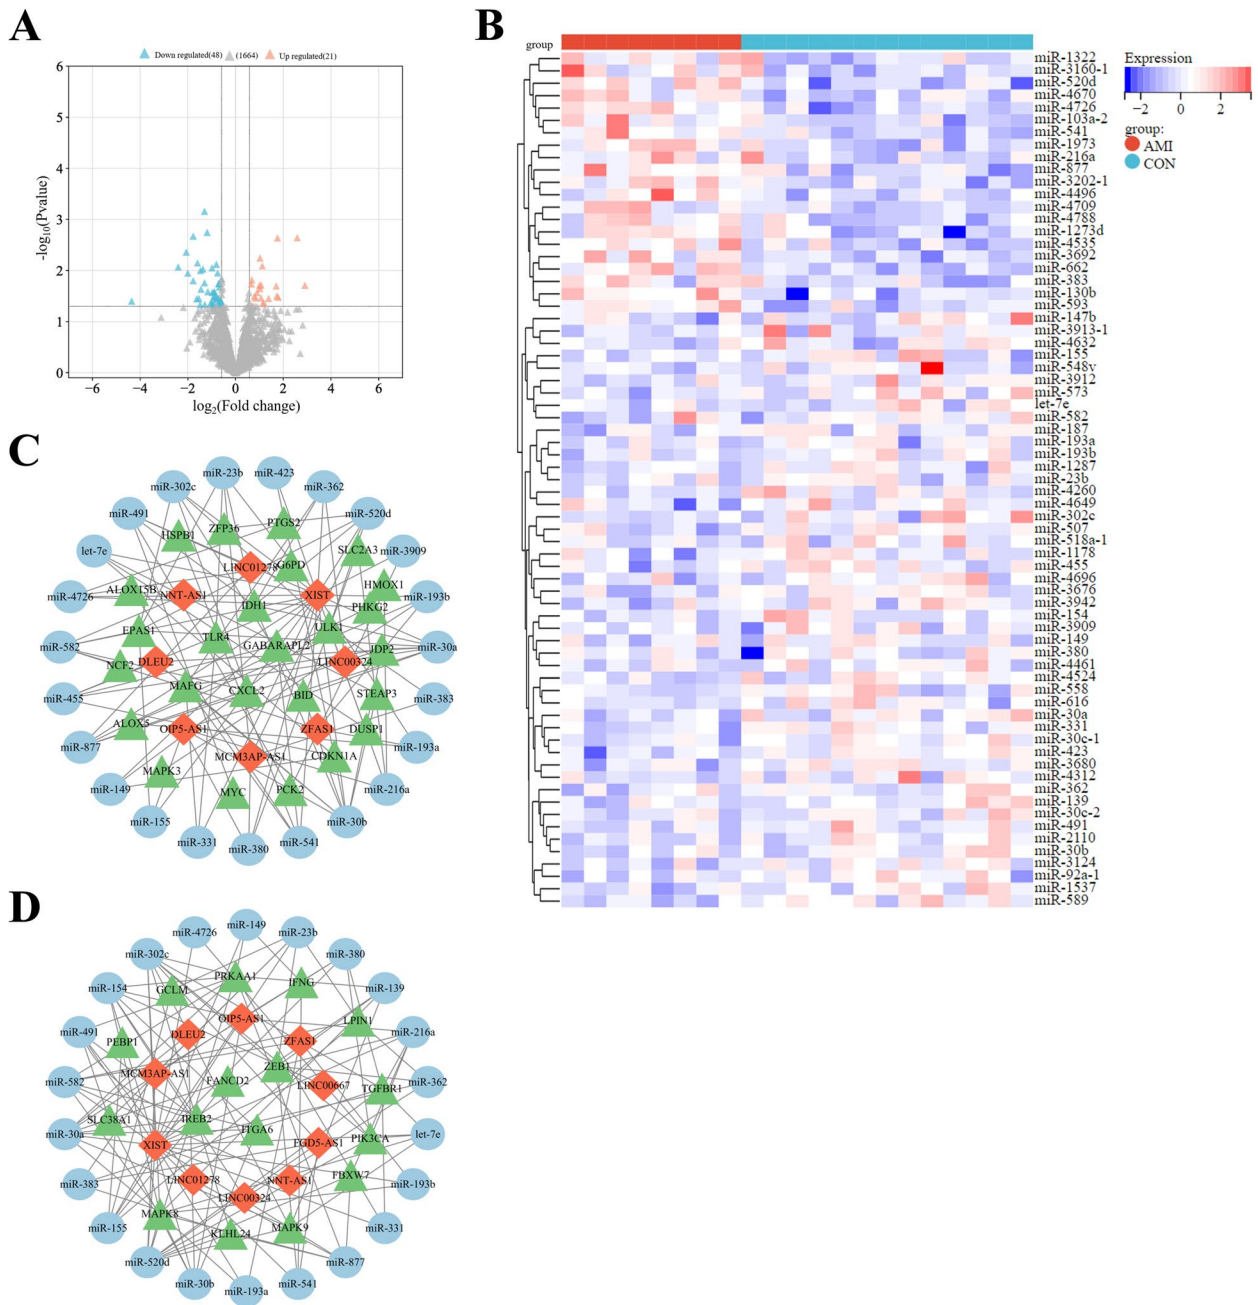 A
Down regulated(48)
(1664)
Up regulated(21)
6
5
4
3
2
1
0
-log10(Pvalue)
-6
-4
-2
0
2
4
6
log2(Fold change)
B
group
miR-1322
miR-3160-1
miR-520d
miR-4670
miR-4726
miR-103a-2
miR-541
miR-1973
miR-216a
miR-877
miR-3202-1
miR-4496
miR-4709
miR-4788
miR-1273d
miR-4535
miR-3692
miR-662
miR-383
miR-130b
miR-593
miR-147b
miR-3913-1
miR-4632
miR-155
miR-548v
miR-3912
miR-573
let-7e
miR-582
miR-187
miR-193a
miR-193b
miR-1287
miR-23b
miR-4260
miR-4649
miR-302c
miR-507
miR-518a-1
miR-1178
miR-455
miR-4696
miR-3676
miR-3942
miR-154
miR-3909
miR-149
miR-380
miR-4461
miR-4524
miR-558
miR-616
miR-30a
miR-331
miR-30c-1
miR-423
miR-3680
miR-4312
miR-362
miR-139
miR-30c-2
miR-491
miR-2110
miR-30b
miR-3124
miR-92a-1
miR-1537
miR-589
Expression
−2
0
2
group:
AMI
CON
C
miR-23b
miR-423
miR-302c
miR-362
miR-491
miR-520d
PTGS2
ZFP36
HSPB1
let-7e
SLC2A3
miR-3909
LINC01278
G6PD
HMOX1
ALOX15B
NNT-AS1
XIST
miR-4726
miR-193b
IDH1
PHKG2
EPAS1
ULK1
TLR4
GABARAPL2
miR-582
miR-30a
JDP2
NCF2
DLEU2
LINC00324
MAFG
CXCL2
BID
STEAP3
miR-455
miR-383
ALOX5
OIP5-AS1
ZFAS1
DUSP1
miR-877
miR-193a
MCM3AP-AS1
CDKN1A
MAPK3
miR-149
MYC
PCK2
miR-216a
miR-155
miR-30b
miR-331
miR-380
miR-541
D
miR-149
miR-4726
miR-23b
miR-302c
miR-380
PRKAA1
IFNG
miR-154
GCLM
miR-139
OIP5-AS1
LPIN1
miR-491
DLEU2
ZFAS1
miR-216a
PEBP1
ZEB1
MCM3AP-AS1
FANCD2
LINC00667
TGFBR1
miR-582
miR-362
SLC38A1
IREB2
ITGA6
miR-30a
let-7e
XIST
FGD5-AS1
PIK3CA
LINC01278
NNT-AS1
FBXW7
miR-383
miR-193b
LINC00324
MAPK8
miR-155
KLHL24
MAPK9
miR-331
miR-520d
miR-877
miR-30b
miR-193a
miR-541